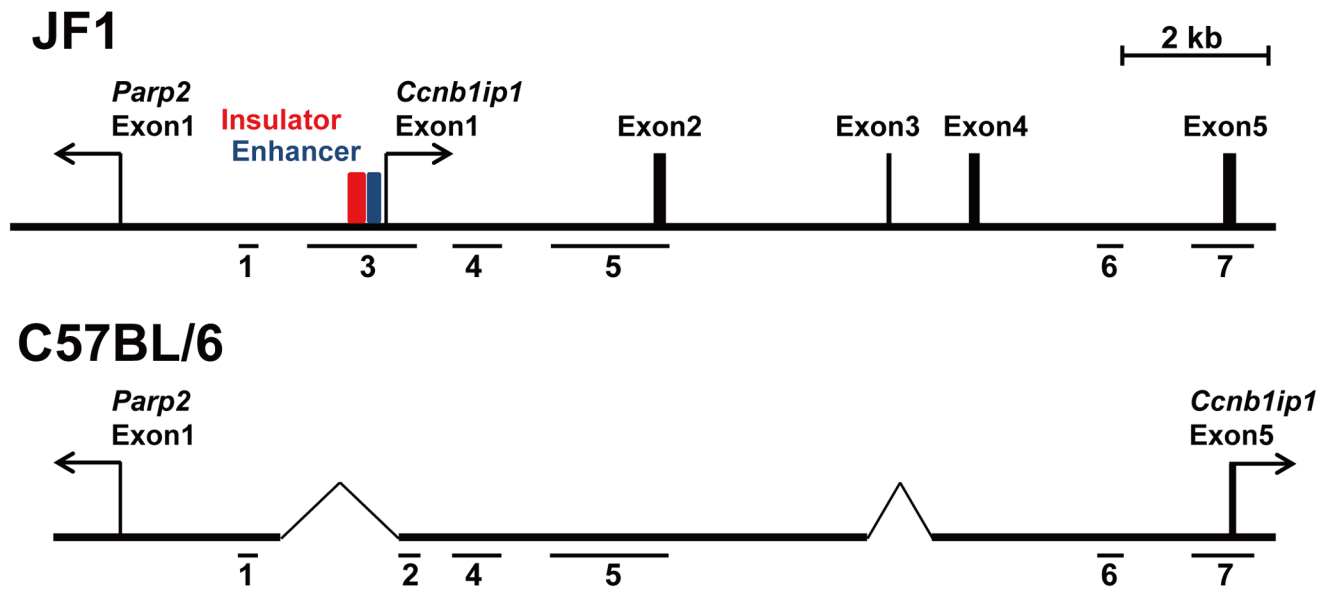 JF1
2 kb
Parp2
Exon1
Insulator
Enhancer
Ccnb1ip1
Exon1
Exon2
Exon3
Exon4
Exon5
1
3
4
5
6
7
C57BL/6
Parp2
Exon1
Ccnb1ip1
Exon5
1
2
4
5
6
7